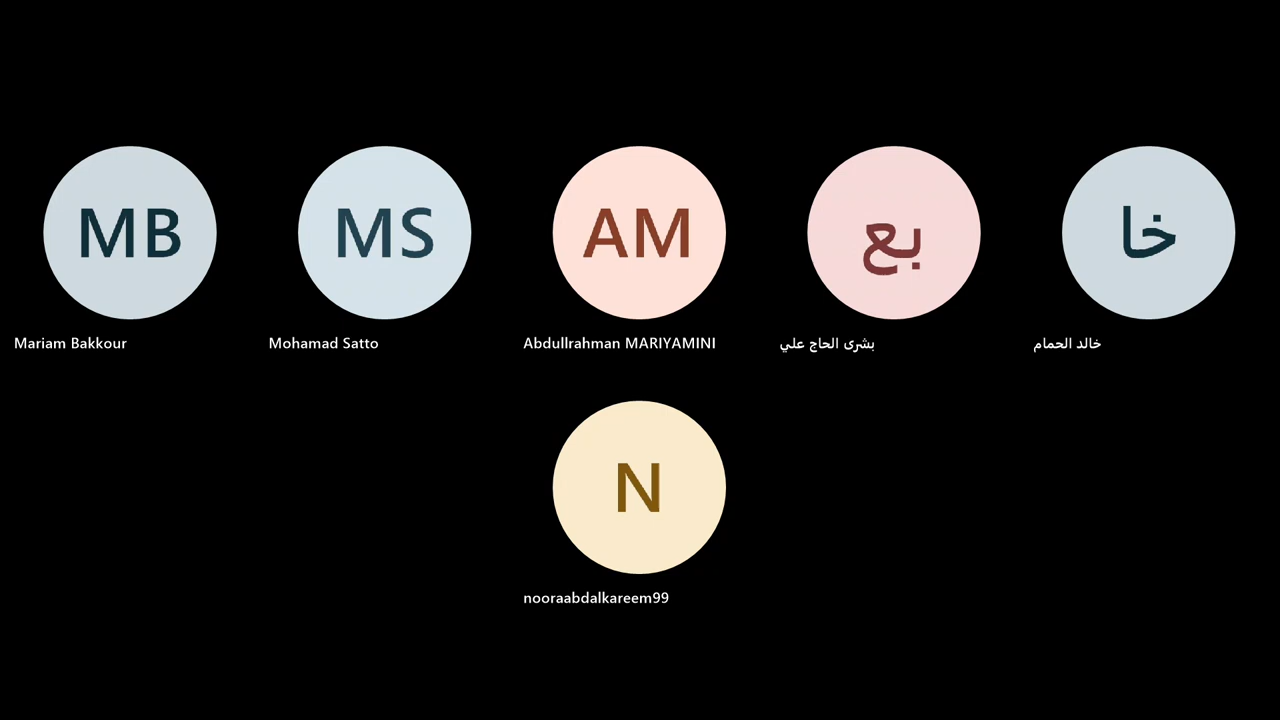 MB
MS
AM
بع
خا
Mariam Bakkour
Mohamad Satto
Abdullrahman MARIYAMINI
بشرى الحاج علي
خالد الحمام
N
nooraabdalkareem99